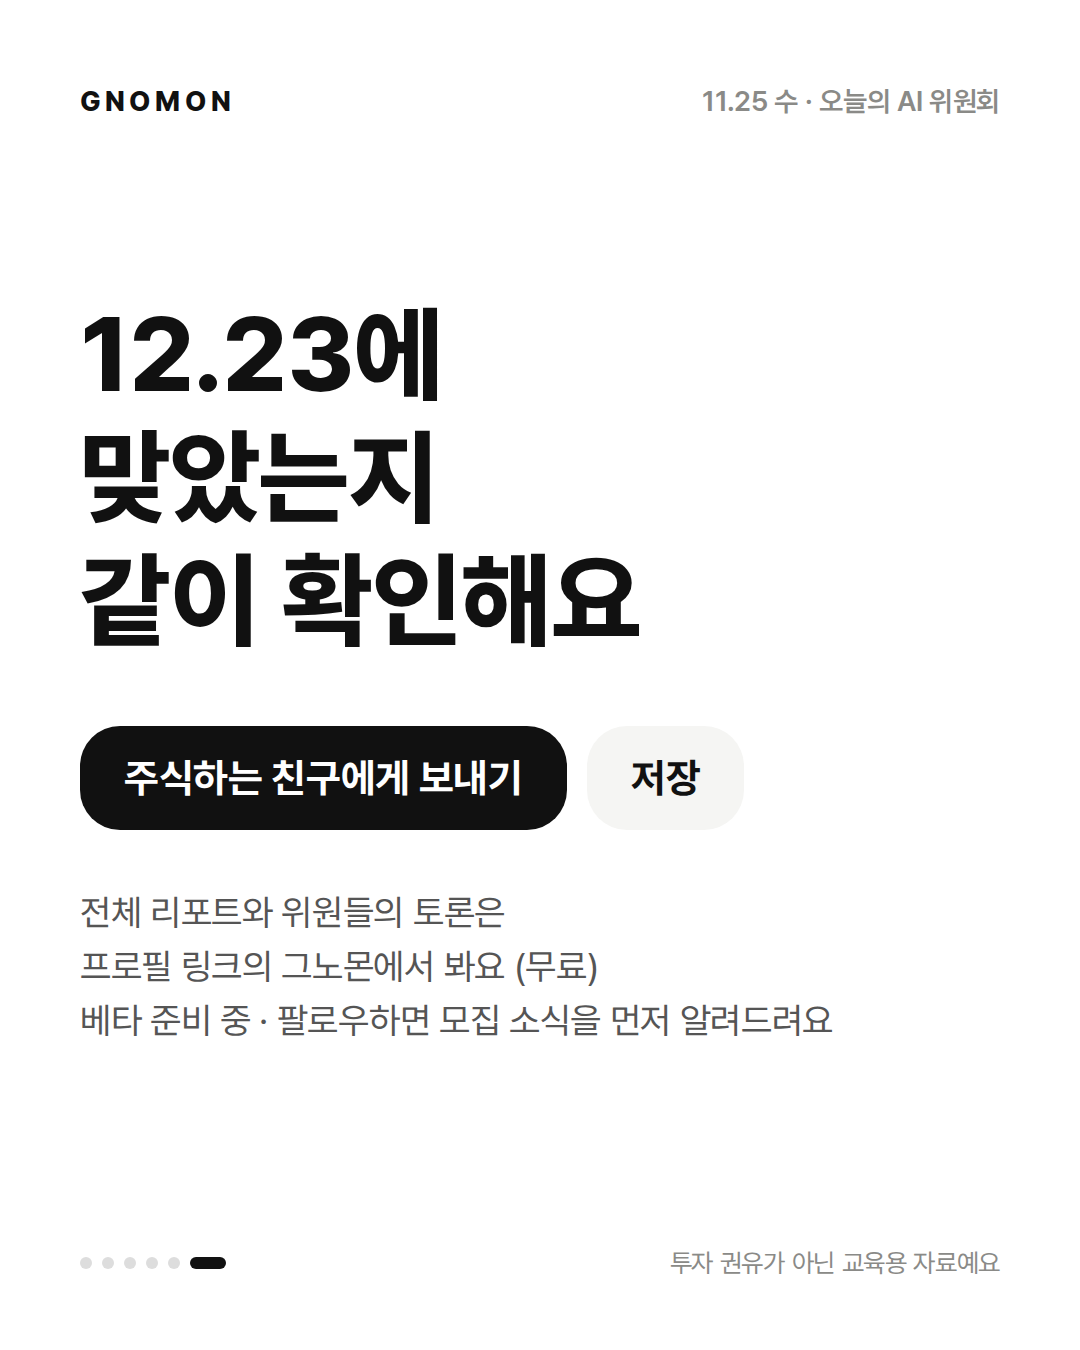 GNOMON
11.25 수 · 오늘의 AI 위원회
12.23에
맞았는지
같이 확인해요
주식하는 친구에게 보내기
저장
전체 리포트와 위원들의 토론은
프로필 링크의 그노몬에서 봐요 (무료)
베타 준비 중 · 팔로우하면 모집 소식을 먼저 알려드려요
투자 권유가 아닌 교육용 자료예요